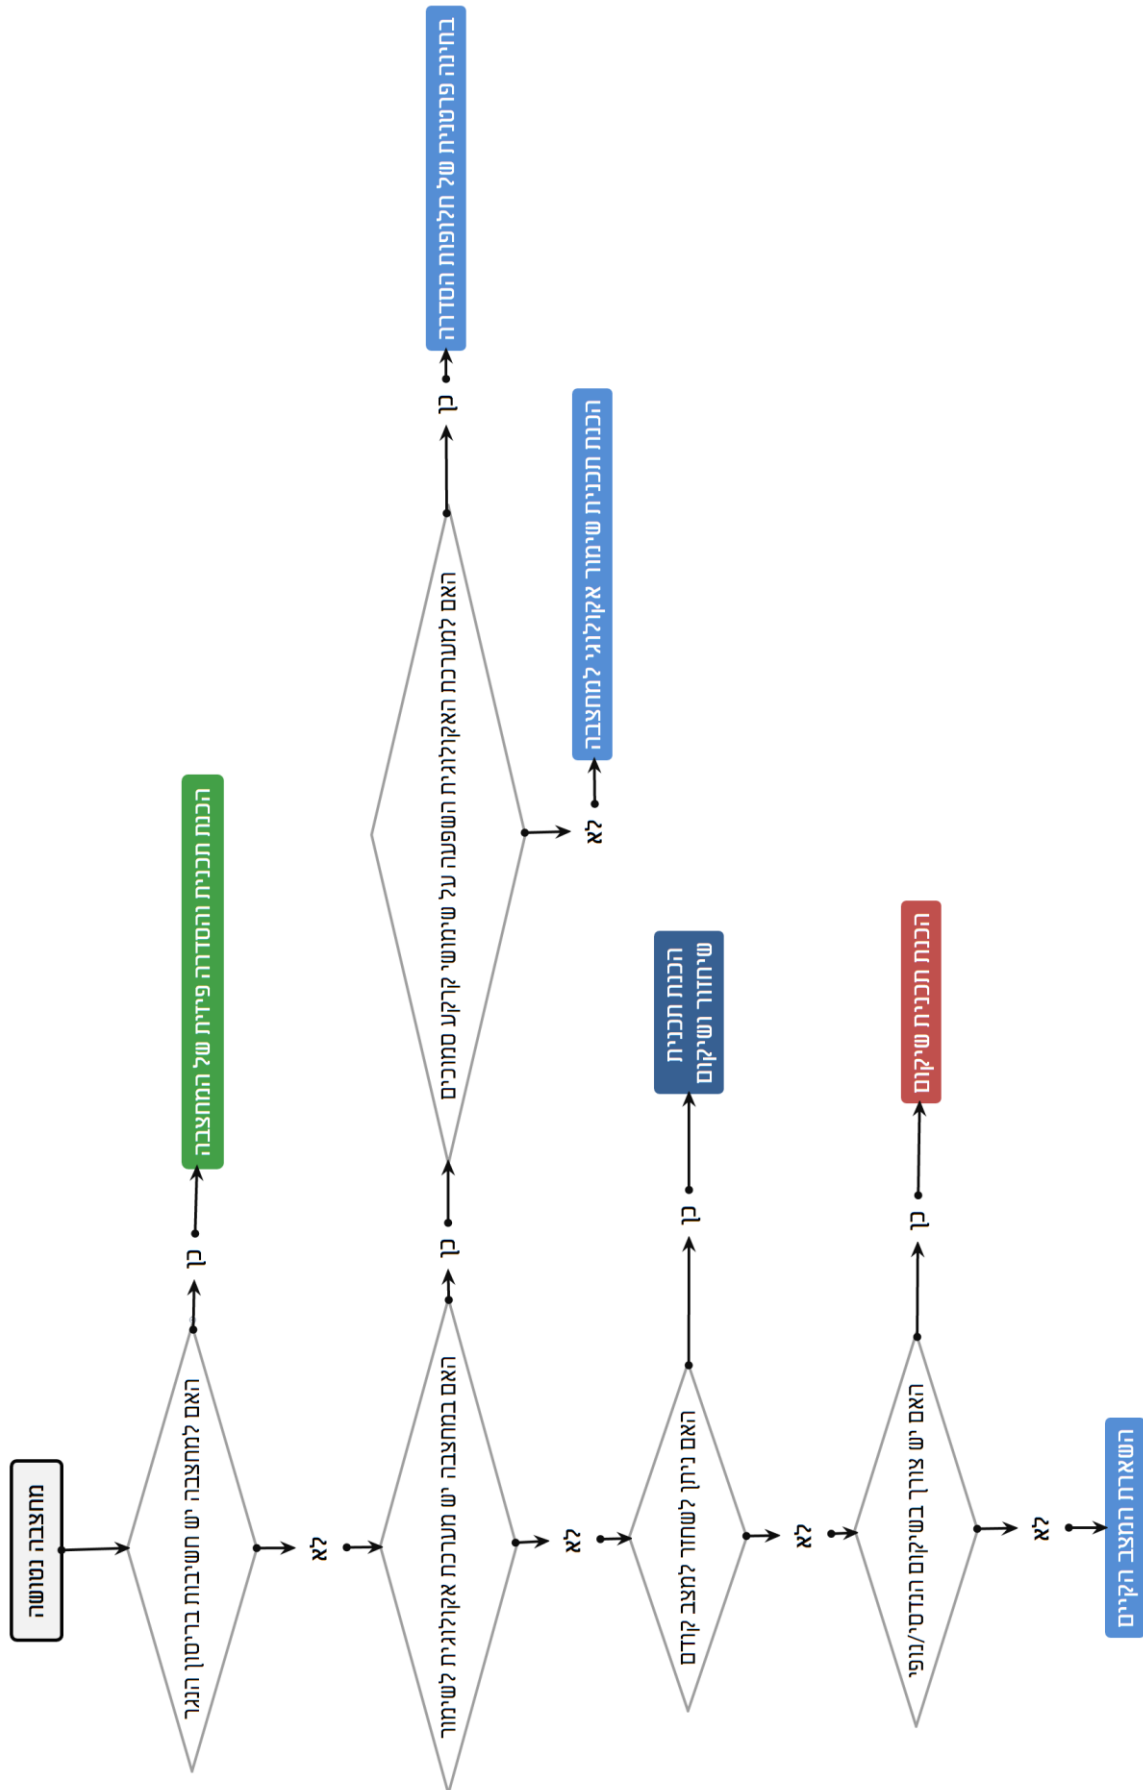 מחצבה נטושה
האם למחצבה יש חשיבות בריסון הנגר
כן
הכנת תכנית והסדרה פיזית של המחצבה
לא
האם במחצבה יש מערכת אקולוגית לשימור
כן
האם למערכת האקולוגית השפעה על שימושי קרקע סמוכים
כן
בחינה פרטנית של חלופות הסדרה
לא
הכנת תכנית שימור אקולוגי למחצבה
לא
האם ניתן לשחזר למצב קודם
כן
הכנת תכנית
שיחזור ושיקום
לא
האם יש צורך בשיקום הנדסי/נופי
כן
הכנת תכנית שיקום
לא
השארת המצב הקיים